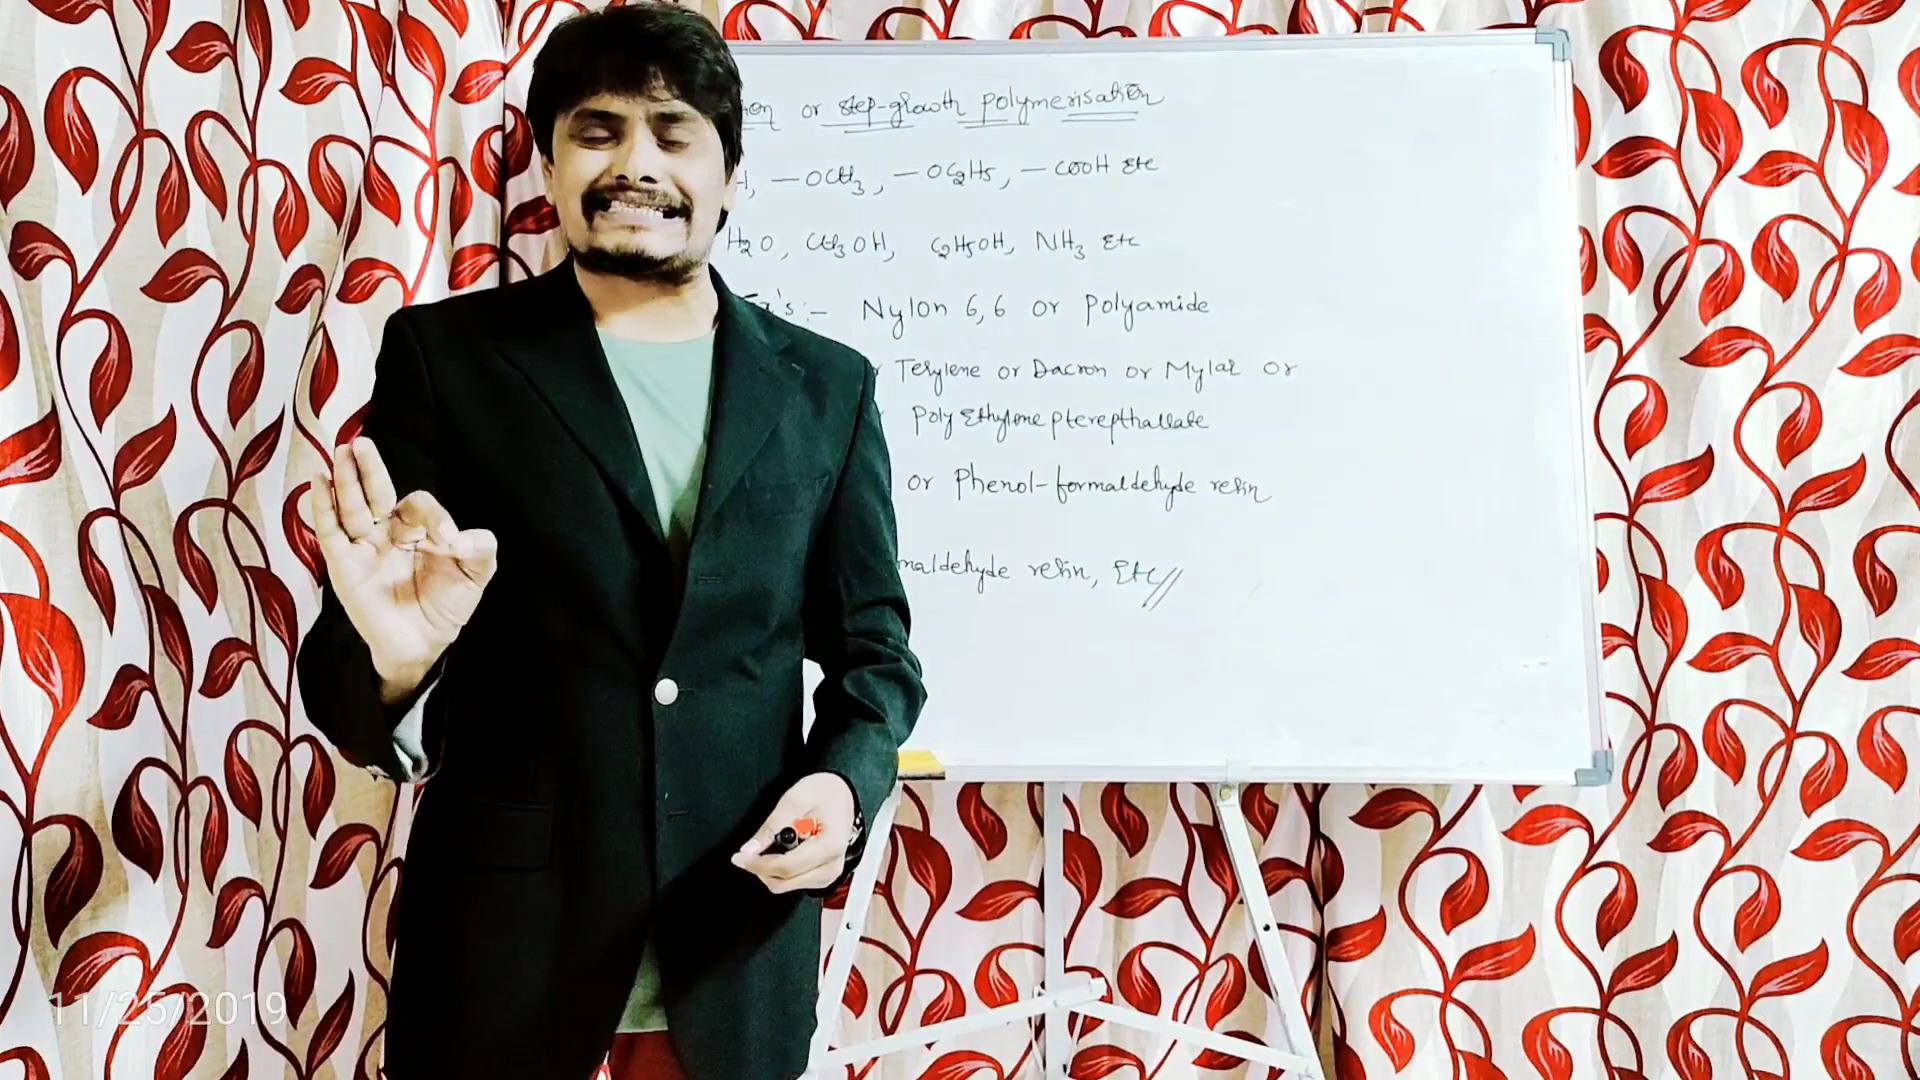 or step-growth polymerisation
, —OCH3, —OC2H5, —COOH Etc
H2O, CH3OH, C2H5OH, NH3 Etc
:- Nylon 6,6 or polyamide
Terylene or Dacron or Mylar or
Poly Ethylene pterepthallate
or Phenol-formaldehyde resin
maldehyde resin, Etc//
11/25/2019